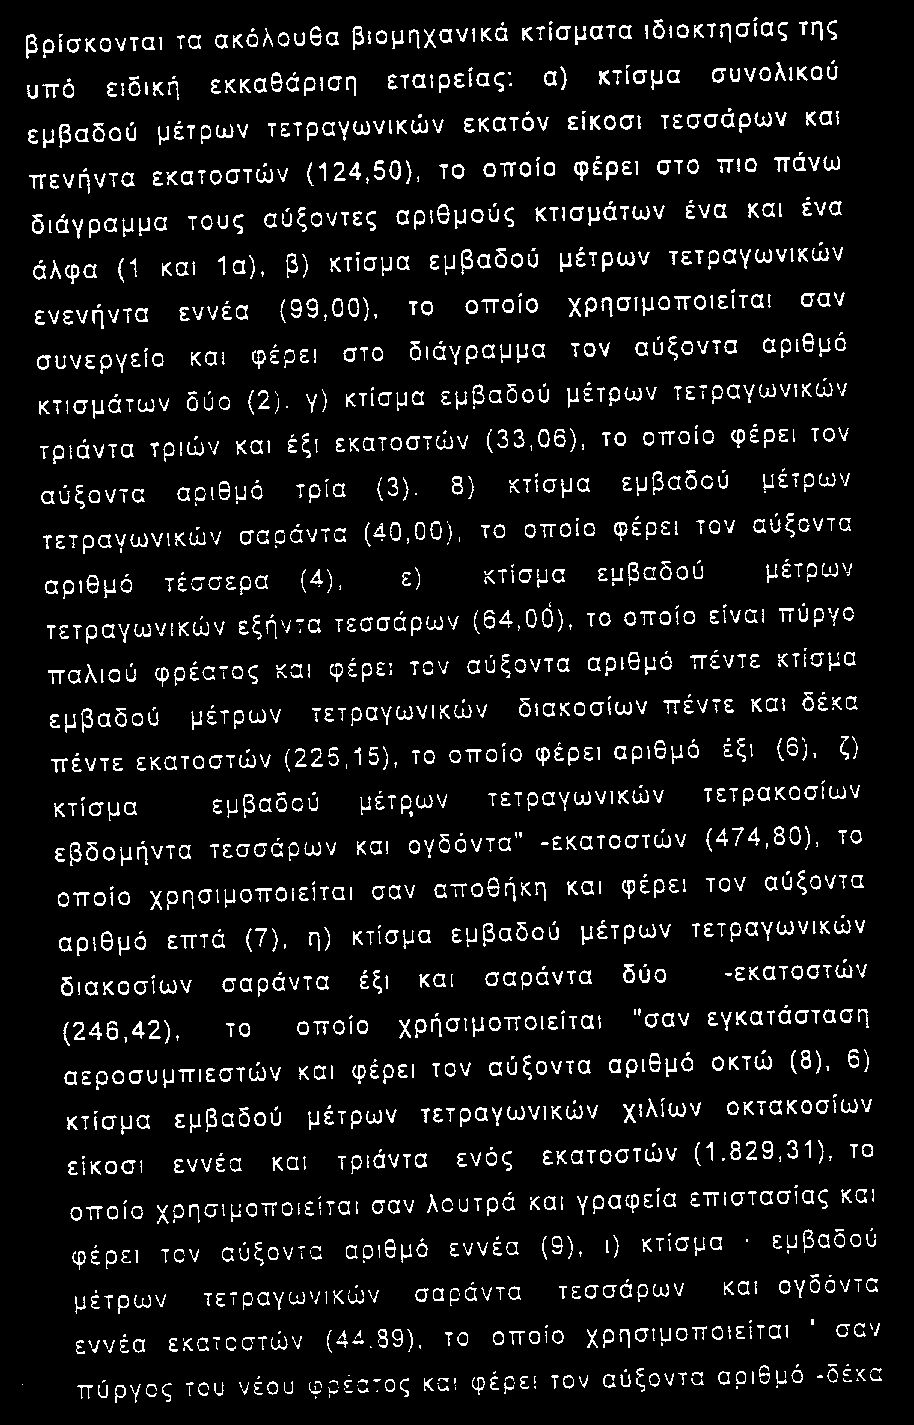 βρίσκονται τα ακόλουθα βιομηχανικά κτίσματα ιδιοκτησίας της
υπό ειδική εκκαθάριση εταιρείας: α) κτίσμα συνολικού
εμβαδού μέτρων τετραγωνικών εκατόν είκοσι τεσσάρων και
πενήντα εκατοστών (124,50), το οποίο φέρει στο πιο πάνω
διάγραμμα τους αύξοντες αριθμούς κτισμάτων ένα και ένα
άλφα (1 και 1α), β) κτίσμα εμβαδού μέτρων τετραγωνικών
ενενήντα εννέα (99,00), το οποίο χρησιμοποιείται σαν
συνεργείο και φέρει στο διάγραμμα τον αύξοντα αριθμό
κτισμάτων δύο (2). γ) κτίσμα εμβαδού μέτρων τετραγωνικών
τριάντα τριών και έξι εκατοστών (33,06), το οποίο φέρει τον
αύξοντα αριθμό τρία (3). 8) κτίσμα εμβαδού μέτρων
τετραγωνικών σαράντα (40,00), το οποίο φέρει τον αύξοντα
αριθμό τέσσερα (4), ε) κτίσμα εμβαδού μέτρων
τετραγωνικών εξήντα τεσσάρων (64,00), το οποίο είναι πύργο
παλιού φρέατος και φέρει τον αύξοντα αριθμό πέντε κτίσμα
εμβαδού μέτρων τετραγωνικών διακοσίων πέντε και δέκα
πέντε εκατοστών (225,15), το οποίο φέρει αριθμό έξι (6), ζ)
κτίσμα εμβαδού μέτρων τετραγωνικών τετρακοσίων
εβδομήντα τεσσάρων και ογδόντα" -εκατοστών (474,80), το
οποίο χρησιμοποιείται σαν αποθήκη και φέρει τον αύξοντα
αριθμό επτά (7), η) κτίσμα εμβαδού μέτρων τετραγωνικών
διακοσίων σαράντα έξι και σαράντα δύο -εκατοστών
(246,42), το οποίο χρήσιμοποιείται "σαν εγκατάσταση
αεροσυμπιεστών και φέρει τον αύξοντα αριθμό οκτώ (8), 6)
κτίσμα εμβαδού μέτρων τετραγωνικών χιλίων οκτακοσίων
είκοσι εννέα και τριάντα ενός εκατοστών (1.829,31), το
οποίο χρησιμοποιείται σαν λουτρά και γραφεία επιστασίας και
φέρει τον αύξοντα αριθμό εννέα (9), ι) κτίσμα · εμβαδού
μέτρων τετραγωνικών σαράντα τεσσάρων και ογδόντα
εννέα εκατοστών (44.89), το οποίο χρησιμοποιείται ' σαν
πύργος του νέου φρέατος και φέρει τον αύξοντα αριθμό -δέκα